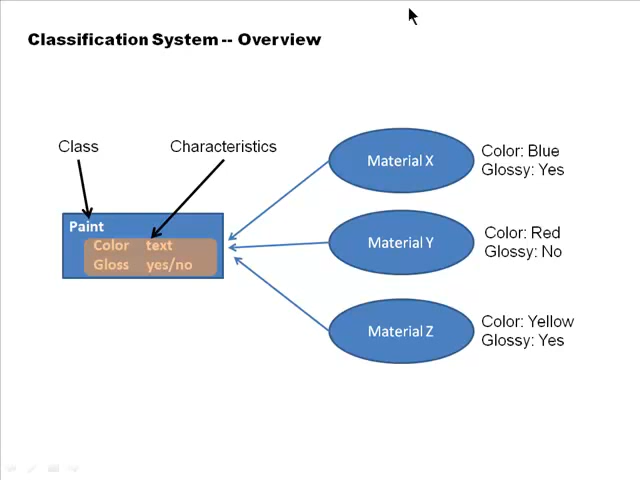 Classification System -- Overview
Class
Characteristics
Paint
Color text
Gloss yes/no
Material X
Color: Blue
Glossy: Yes
Material Y
Color: Red
Glossy: No
Material Z
Color: Yellow
Glossy: Yes